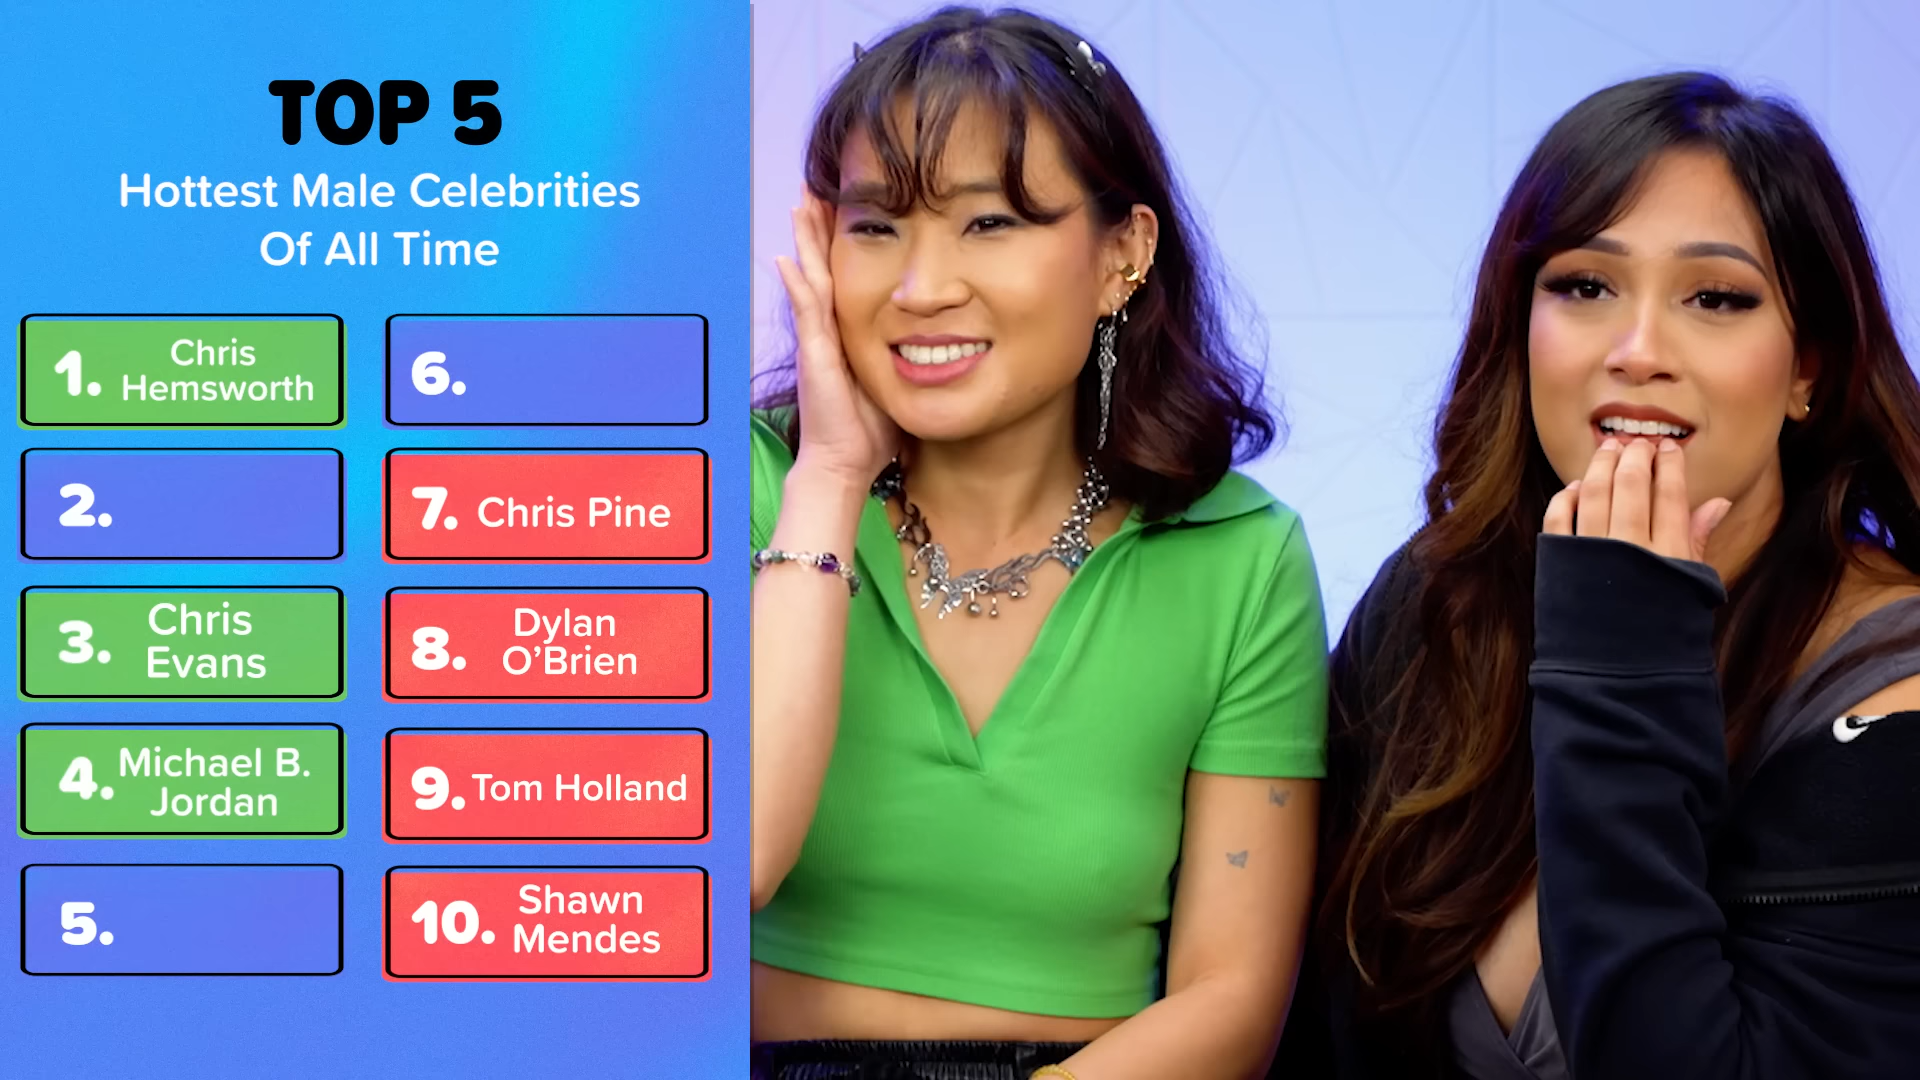 TOP 5
Hottest Male Celebrities
Of All Time
1. Chris
Hemsworth
2.
3. Chris
Evans
4. Michael B.
Jordan
5.
6.
7. Chris Pine
8. Dylan
O'Brien
9. Tom Holland
10. Shawn
Mendes